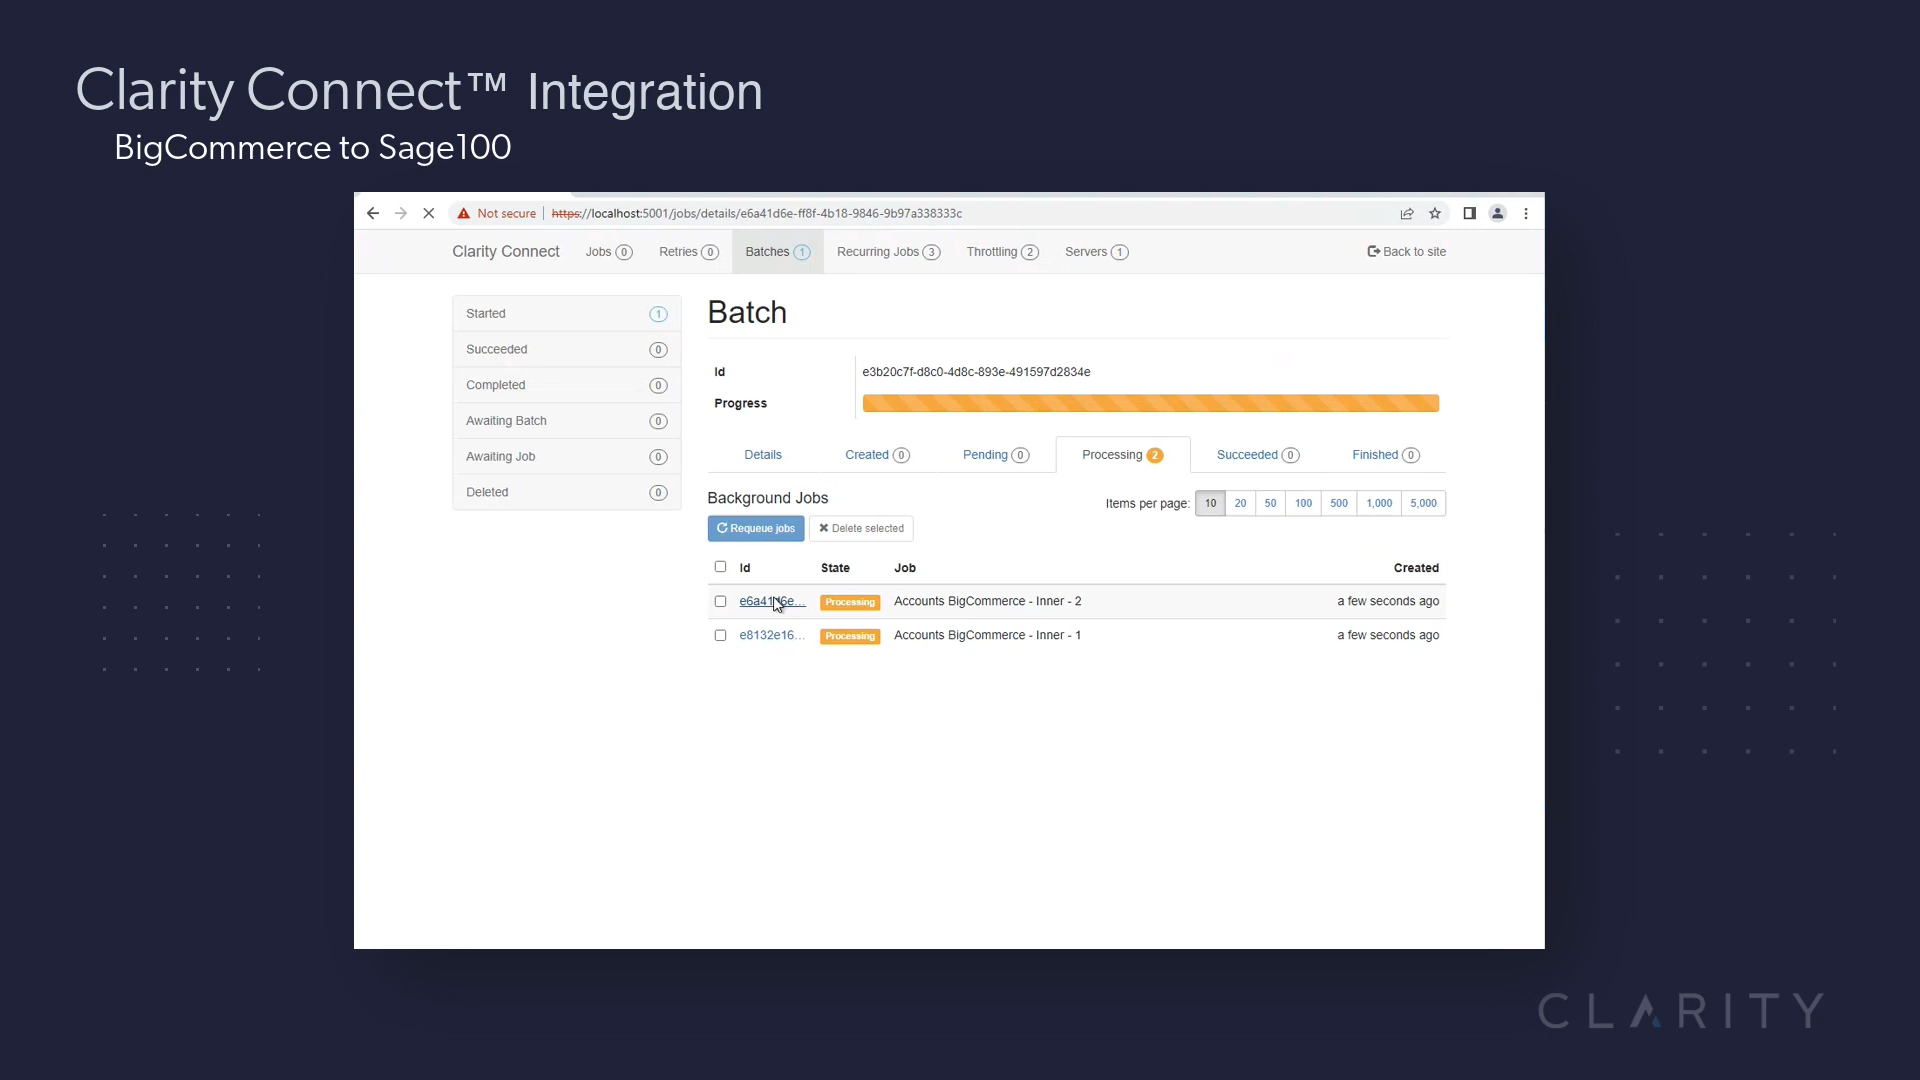 Clarity Connect™ Integration
BigCommerce to Sage100
Not secure https://localhost:5001/jobs/details/e6a41d6e-ff8f-4b18-9846-9b97a338333c
Clarity Connect Jobs 0 Retries 0 Batches 1 Recurring Jobs 3 Throttling 2 Servers 1 Back to site
Started 1
Succeeded 0
Completed 0
Awaiting Batch 0
Awaiting Job 0
Deleted 0
Batch
Id e3b20c7f-d8c0-4d8c-893e-491597d2834e
Progress
Details Created 0 Pending 0 Processing 2 Succeeded 0 Finished 0
Background Jobs
Items per page: 10 20 50 100 500 1,000 5,000
Requeue jobs Delete selected
Id State Job Created
e6a41d6e... Processing Accounts BigCommerce - Inner - 2 a few seconds ago
e8132e16... Processing Accounts BigCommerce - Inner - 1 a few seconds ago
CLARITY